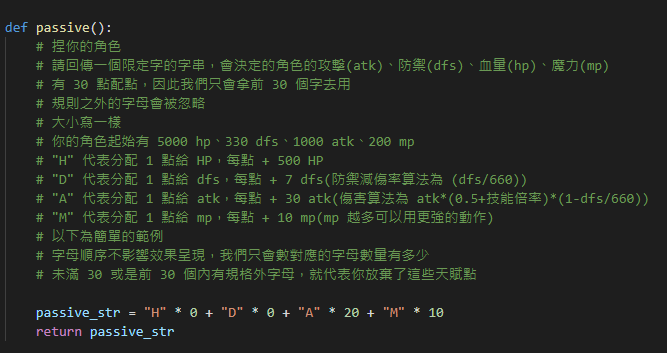 def passive():
# 捏你的角色
# 請回傳一個限定字的字串，會決定的角色的攻擊(atk)、防禦(dfs)、血量(hp)、魔力(mp)
# 有 30 點配點，因此我們只會拿前 30 個字去用
# 規則之外的字母會被忽略
# 大小寫一樣
# 你的角色起始有 5000 hp、330 dfs、1000 atk、200 mp
# "H" 代表分配 1 點給 HP，每點 + 500 HP
# "D" 代表分配 1 點給 dfs，每點 + 7 dfs(防禦減傷率算法為 (dfs/660))
# "A" 代表分配 1 點給 atk，每點 + 30 atk(傷害算法為 atk*(0.5+技能倍率)*(1-dfs/660))
# "M" 代表分配 1 點給 mp，每點 + 10 mp(mp 越多可以用更強的動作)
# 以下為簡單的範例
# 字母順序不影響效果呈現，我們只會數對應的字母數量有多少
# 未滿 30 或是前 30 個內有規格外字母，就代表你放棄了這些天賦點
passive_str = "H" * 0 + "D" * 0 + "A" * 20 + "M" * 10
return passive_str